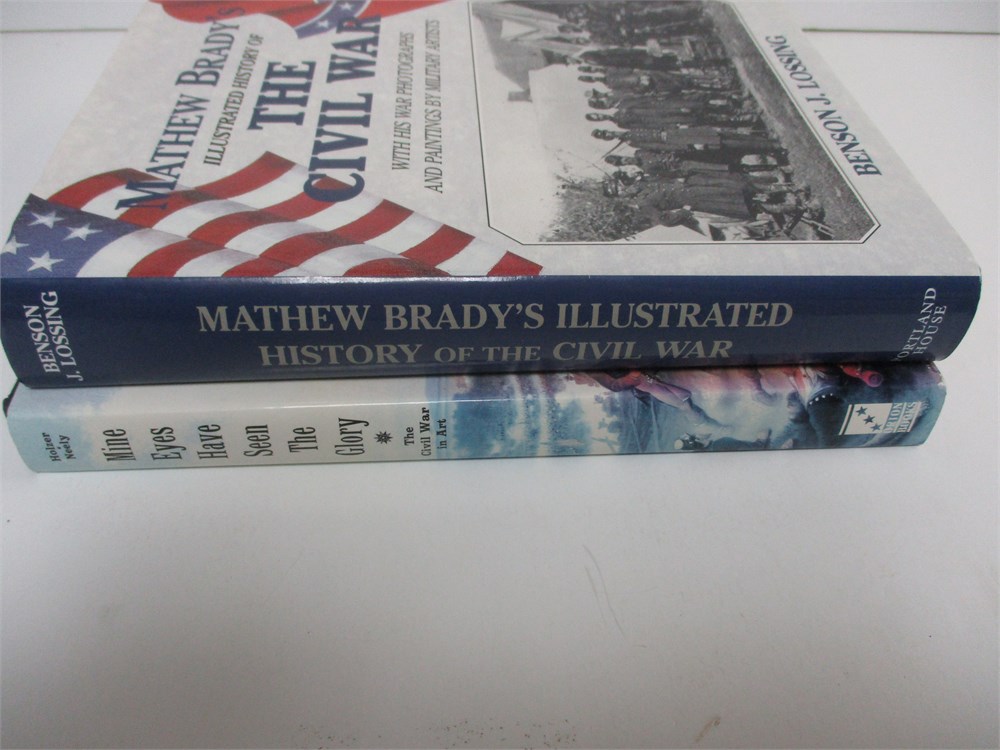 MATHEW BRADY'S
ILLUSTRATED HISTORY OF
THE
CIVIL WAR
WITH HIS WAR PHOTOGRAPHS
AND PAINTINGS BY MILITARY ARTISTS
BENSON J. LOSSING
BENSON
J. LOSSING
MATHEW BRADY'S ILLUSTRATED
HISTORY OF THE CIVIL WAR
PORTLAND
HOUSE
Holzer
Neely
Mine
Eyes
Have
Seen
The
Glory
The
Civil War
in Art
ORION
BOOKS